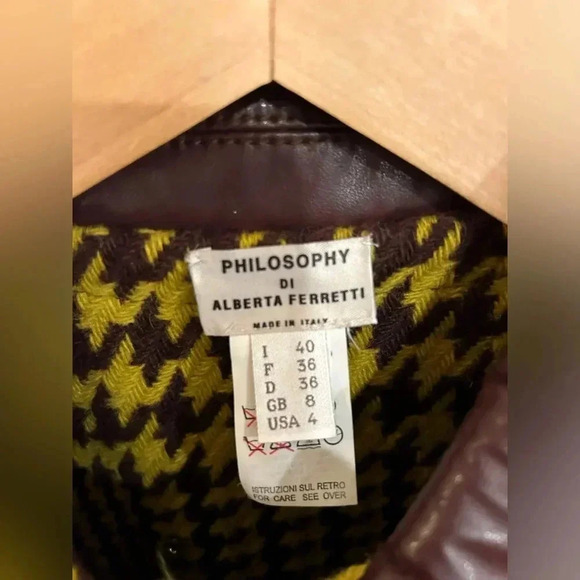 PHILOSOPHY
DI
ALBERTA FERRETTI
MADE IN ITALY
I 40
F 36
D 36
GB 8
USA 4
ISTRUZIONI SUL RETRO
FOR CARE SEE OVER